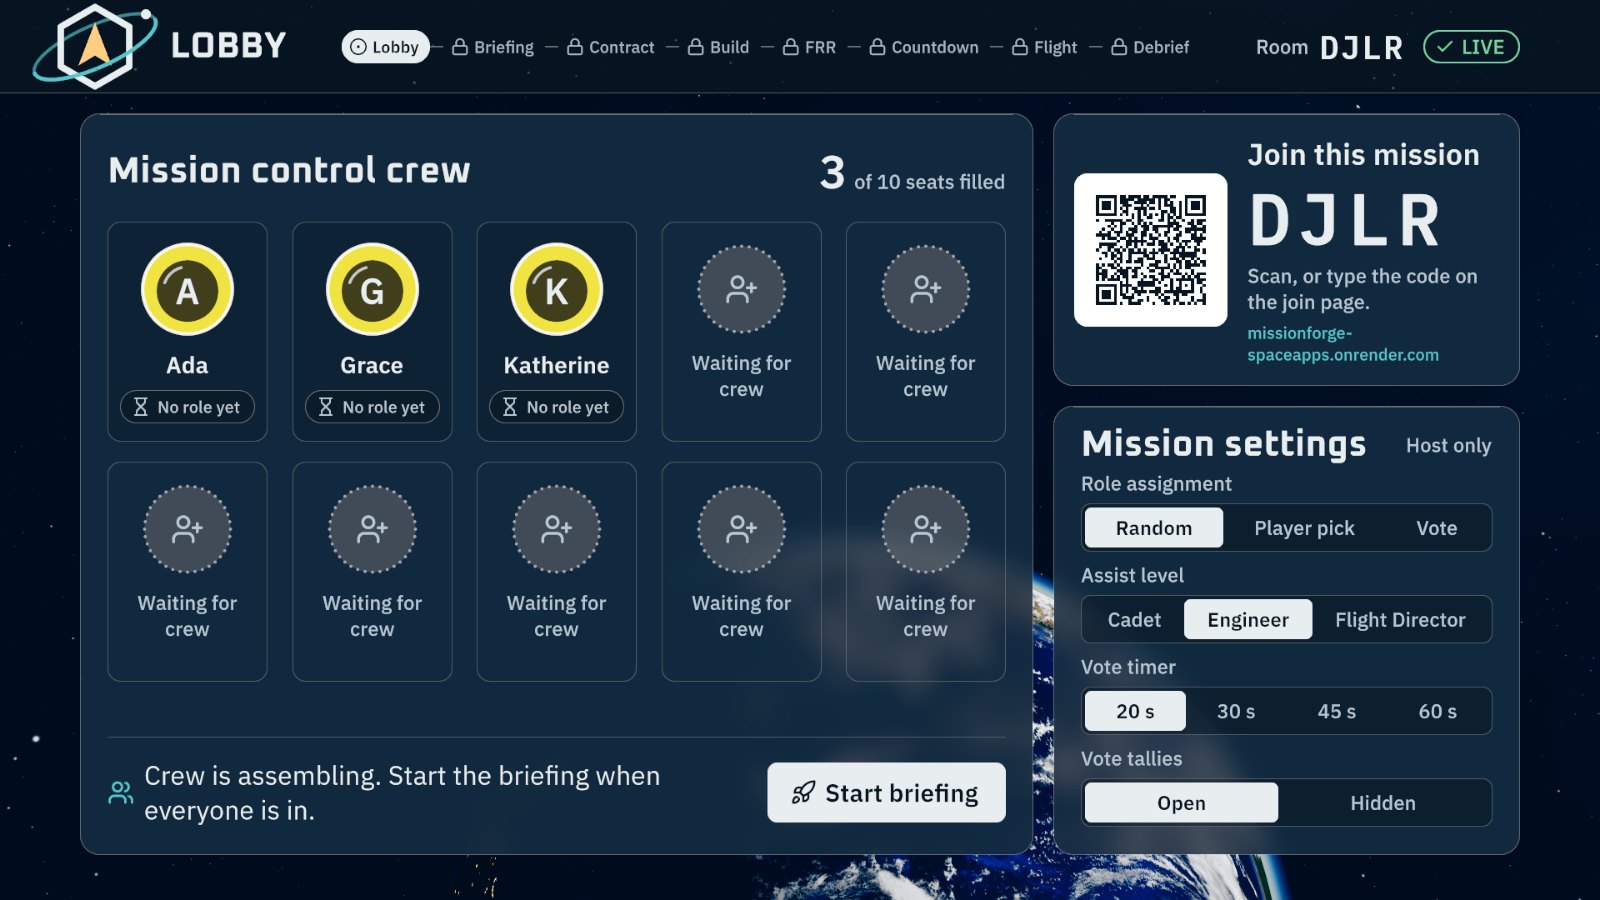 LOBBY
Lobby
Briefing
Contract
Build
FRR
Countdown
Flight
Debrief
Room DJLR
LIVE
Mission control crew
3 of 10 seats filled
A
Ada
No role yet
G
Grace
No role yet
K
Katherine
No role yet
Waiting for
crew
Waiting for
crew
Waiting for
crew
Waiting for
crew
Waiting for
crew
Waiting for
crew
Waiting for
crew
Crew is assembling. Start the briefing when
everyone is in.
Start briefing
Join this mission
DJLR
Scan, or type the code on
the join page.
missionforge-
spaceapps.onrender.com
Mission settings
Host only
Role assignment
Random
Player pick
Vote
Assist level
Cadet
Engineer
Flight Director
Vote timer
20 s
30 s
45 s
60 s
Vote tallies
Open
Hidden